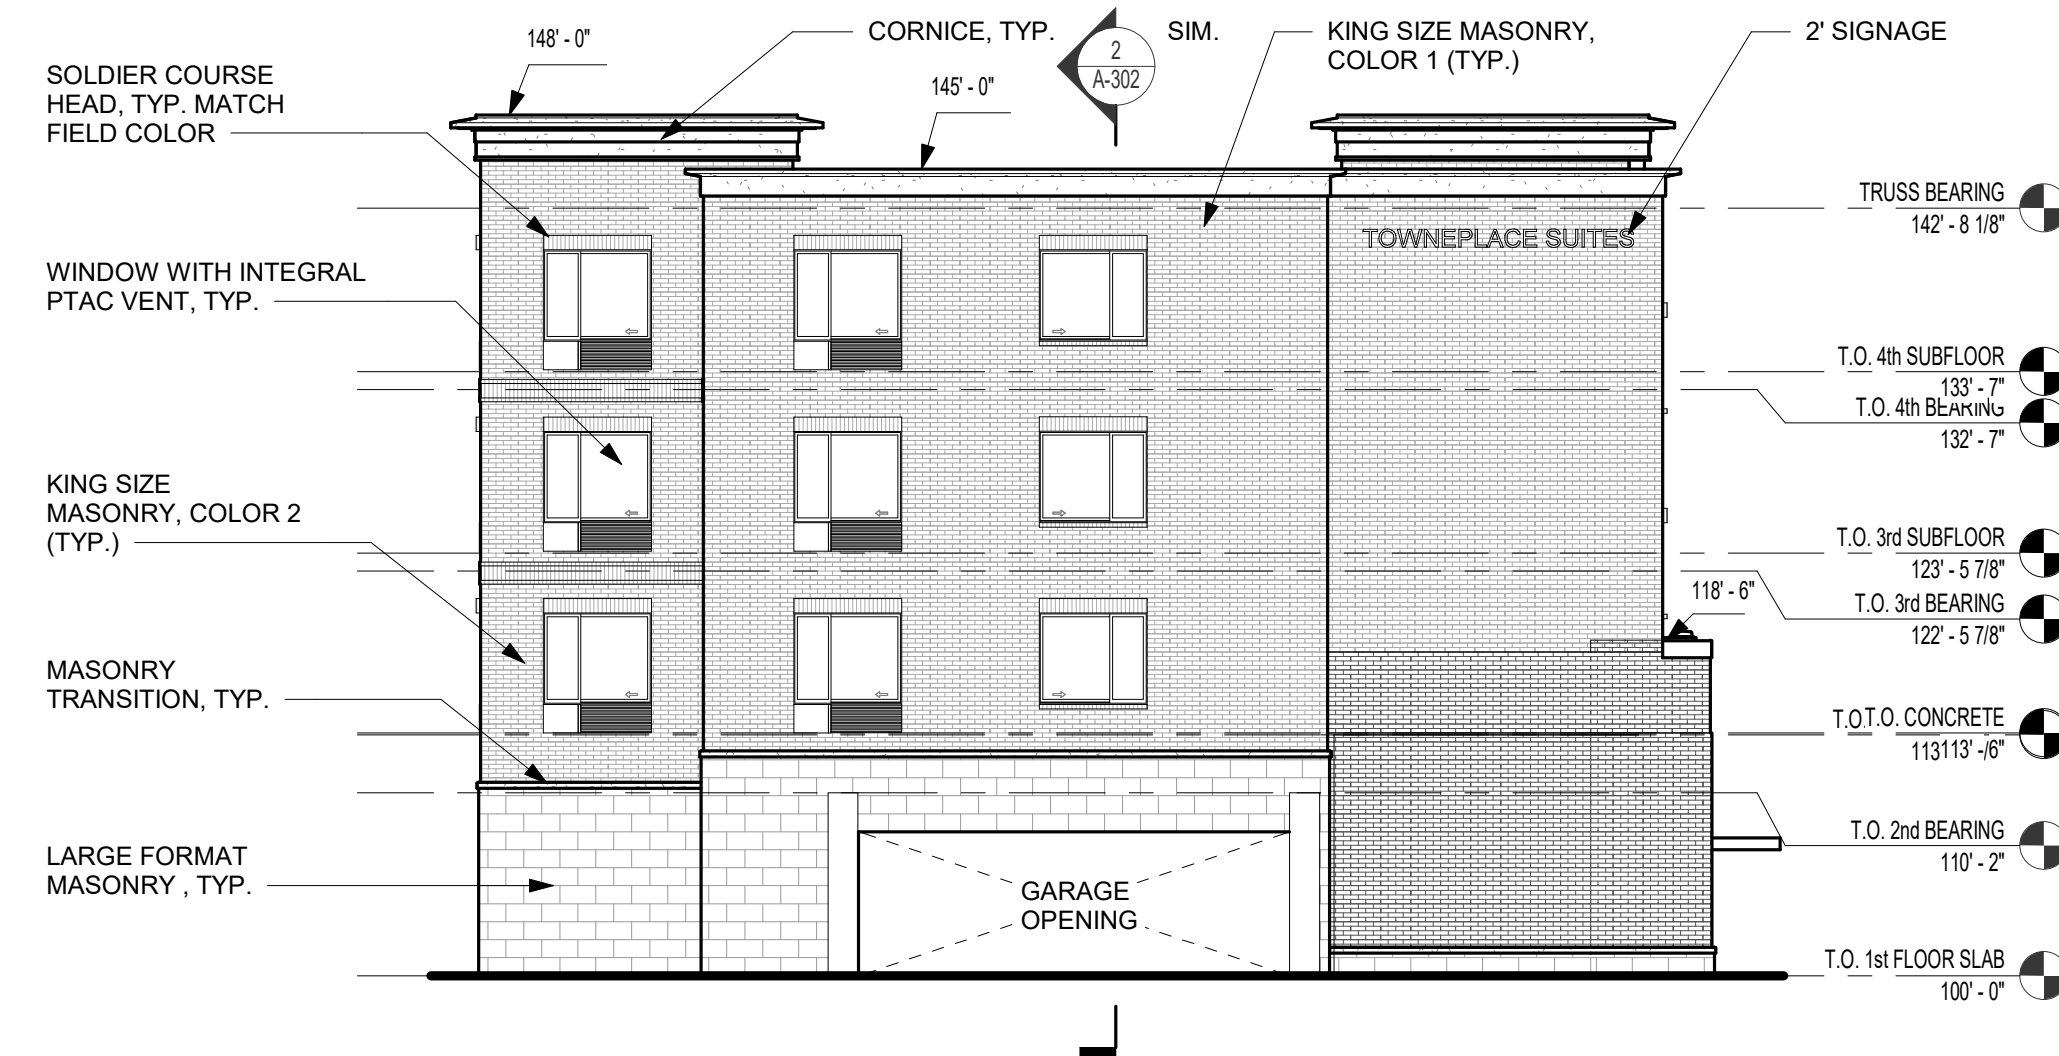 148' - 0"
CORNICE, TYP.
2
A-302
SIM.
KING SIZE MASONRY,
COLOR 1 (TYP.)
2' SIGNAGE
SOLDIER COURSE
HEAD, TYP. MATCH
FIELD COLOR
145' - 0"
TRUSS BEARING
142' - 8 1/8"
TOWNEPLACE SUITES
WINDOW WITH INTEGRAL
PTAC VENT, TYP.
T.O. 4th SUBFLOOR
133' - 7"
T.O. 4th BEARING
132' - 7"
KING SIZE
MASONRY, COLOR 2
(TYP.)
T.O. 3rd SUBFLOOR
123' - 5 7/8"
118' - 6"
T.O. 3rd BEARING
122' - 5 7/8"
MASONRY
TRANSITION, TYP.
T.O. CONCRETE
T.O. 2nd BEARING
110' - 2"
LARGE FORMAT
MASONRY , TYP.
GARAGE
OPENING
T.O. 1st FLOOR SLAB
100' - 0"